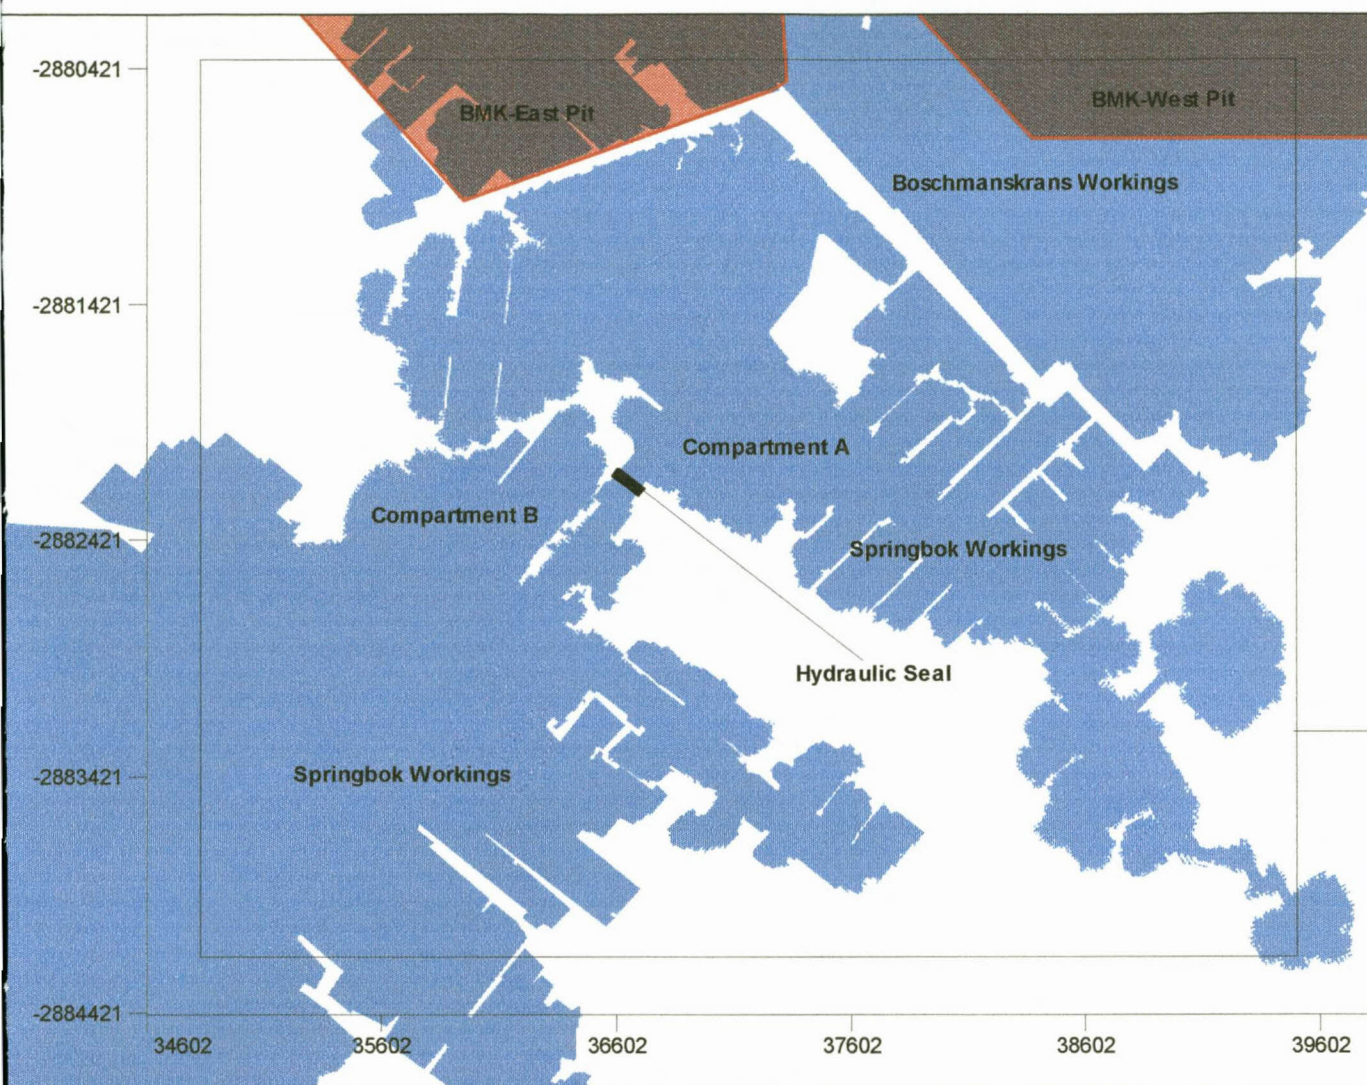 -2880421
BMK-East Pit
BMK-West Pit
Boschmanskrans Workings
-2881421
Compartment A
Compartment B
-2882421
Springbok Workings
Hydraulic Seal
Springbok Workings
-2883421
-2884421
34602 35602 36602 37602 38602 39602